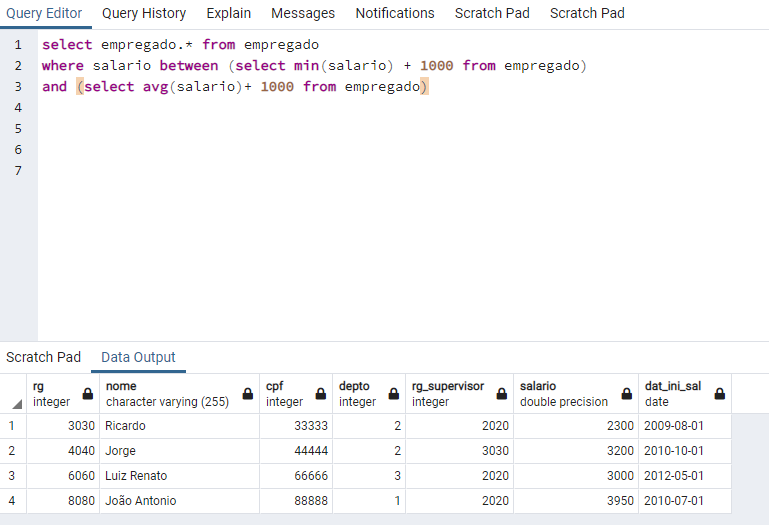 Query Editor Query History Explain Messages Notifications Scratch Pad Scratch Pad
1 select empregado.* from empregado
2 where salario between (select min(salario) + 1000 from empregado)
3 and (select avg(salario)+ 1000 from empregado)
4
5
6
7
Scratch Pad Data Output
rg nome cpf depto rg_supervisor salario dat_ini_sal
integer character varying (255) integer integer integer double precision date
1 3030 Ricardo 33333 2 2020 2300 2009-08-01
2 4040 Jorge 44444 2 3030 3200 2010-10-01
3 6060 Luiz Renato 66666 3 2020 3000 2012-05-01
4 8080 João Antonio 88888 1 2020 3950 2010-07-01